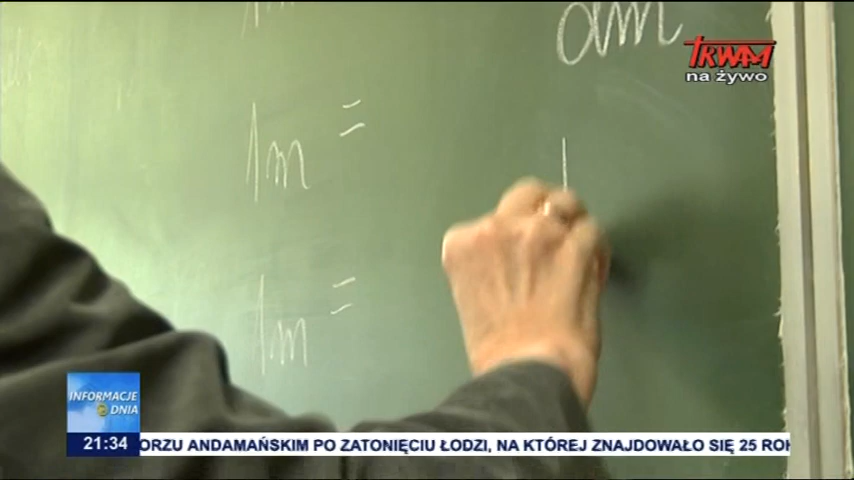 1m
dm
TRWAM
na żywo
1m =
1m =
INFORMACJE
DNIA
21:34
ORZU ANDAMAŃSKIM PO ZATONIĘCIU ŁODZI, NA KTÓREJ ZNAJDOWAŁO SIĘ 25 ROH